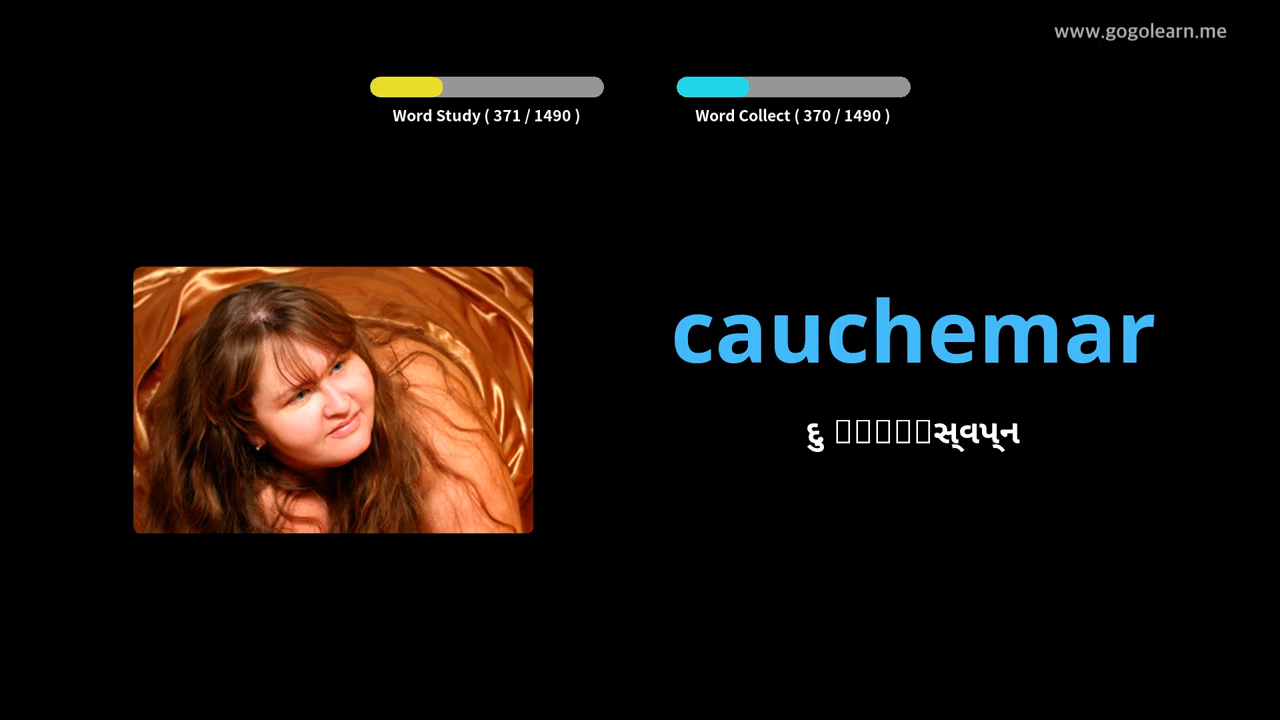 www.gogolearn.me
Word Study ( 371 / 1490 )
Word Collect ( 370 / 1490 )
cauchemar
દુ □□□□□સ્વપ્ન